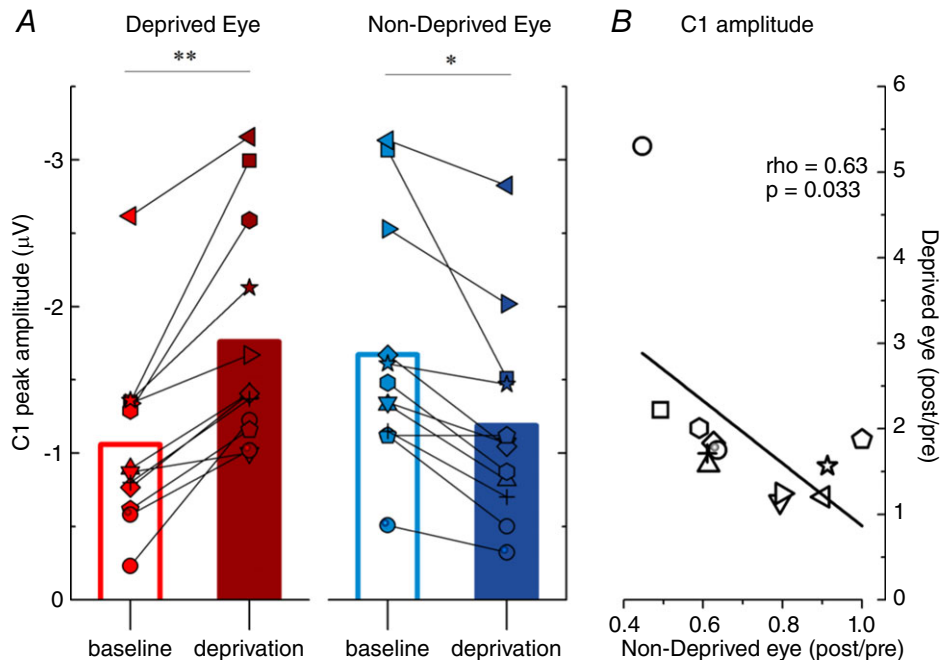 A Deprived Eye Non-Deprived Eye B C1 amplitude
** *
C1 peak amplitude (μV)
-3
-2
-1
0
baseline deprivation baseline deprivation
rho = 0.63
p = 0.033
6
5
4
3
2
1
0
Deprived eye (post/pre)
0.4 0.6 0.8 1.0
Non-Deprived eye (post/pre)